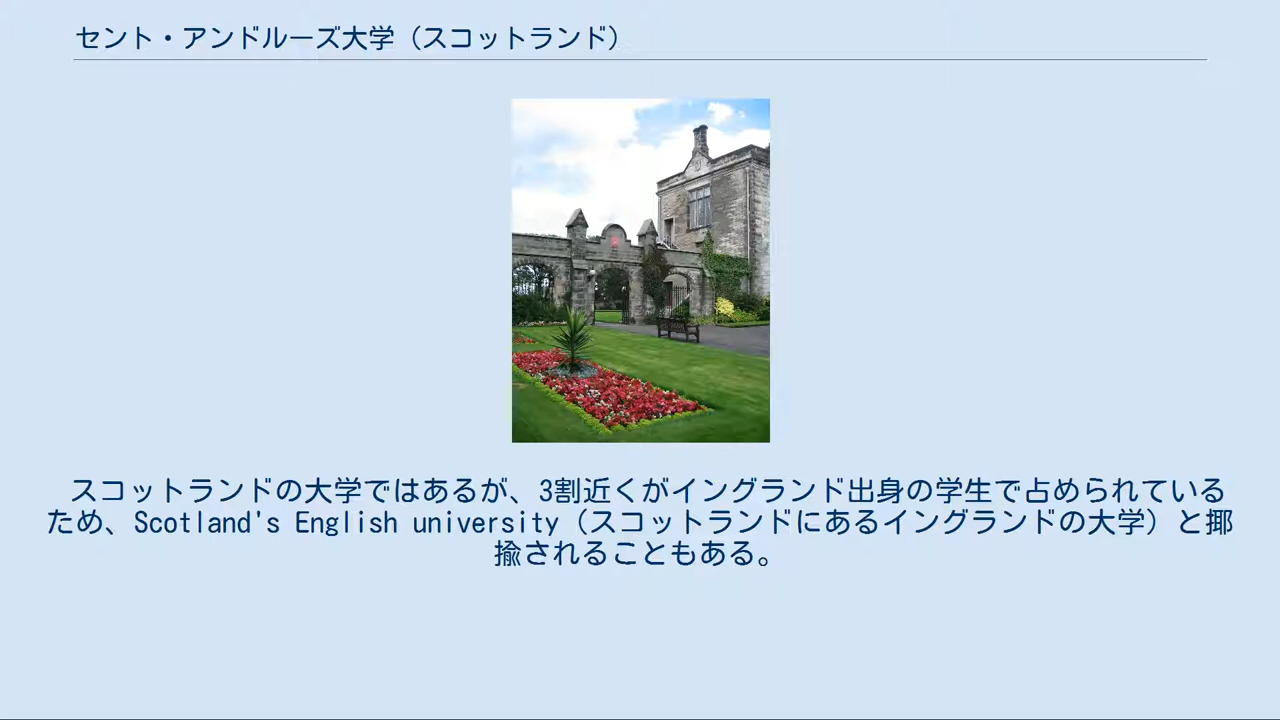 セント・アンドルーズ大学（スコットランド）
スコットランドの大学ではあるが、3割近くがイングランド出身の学生で占められている
ため、Scotland's English university（スコットランドにあるイングランドの大学）と揶
揄されることもある。